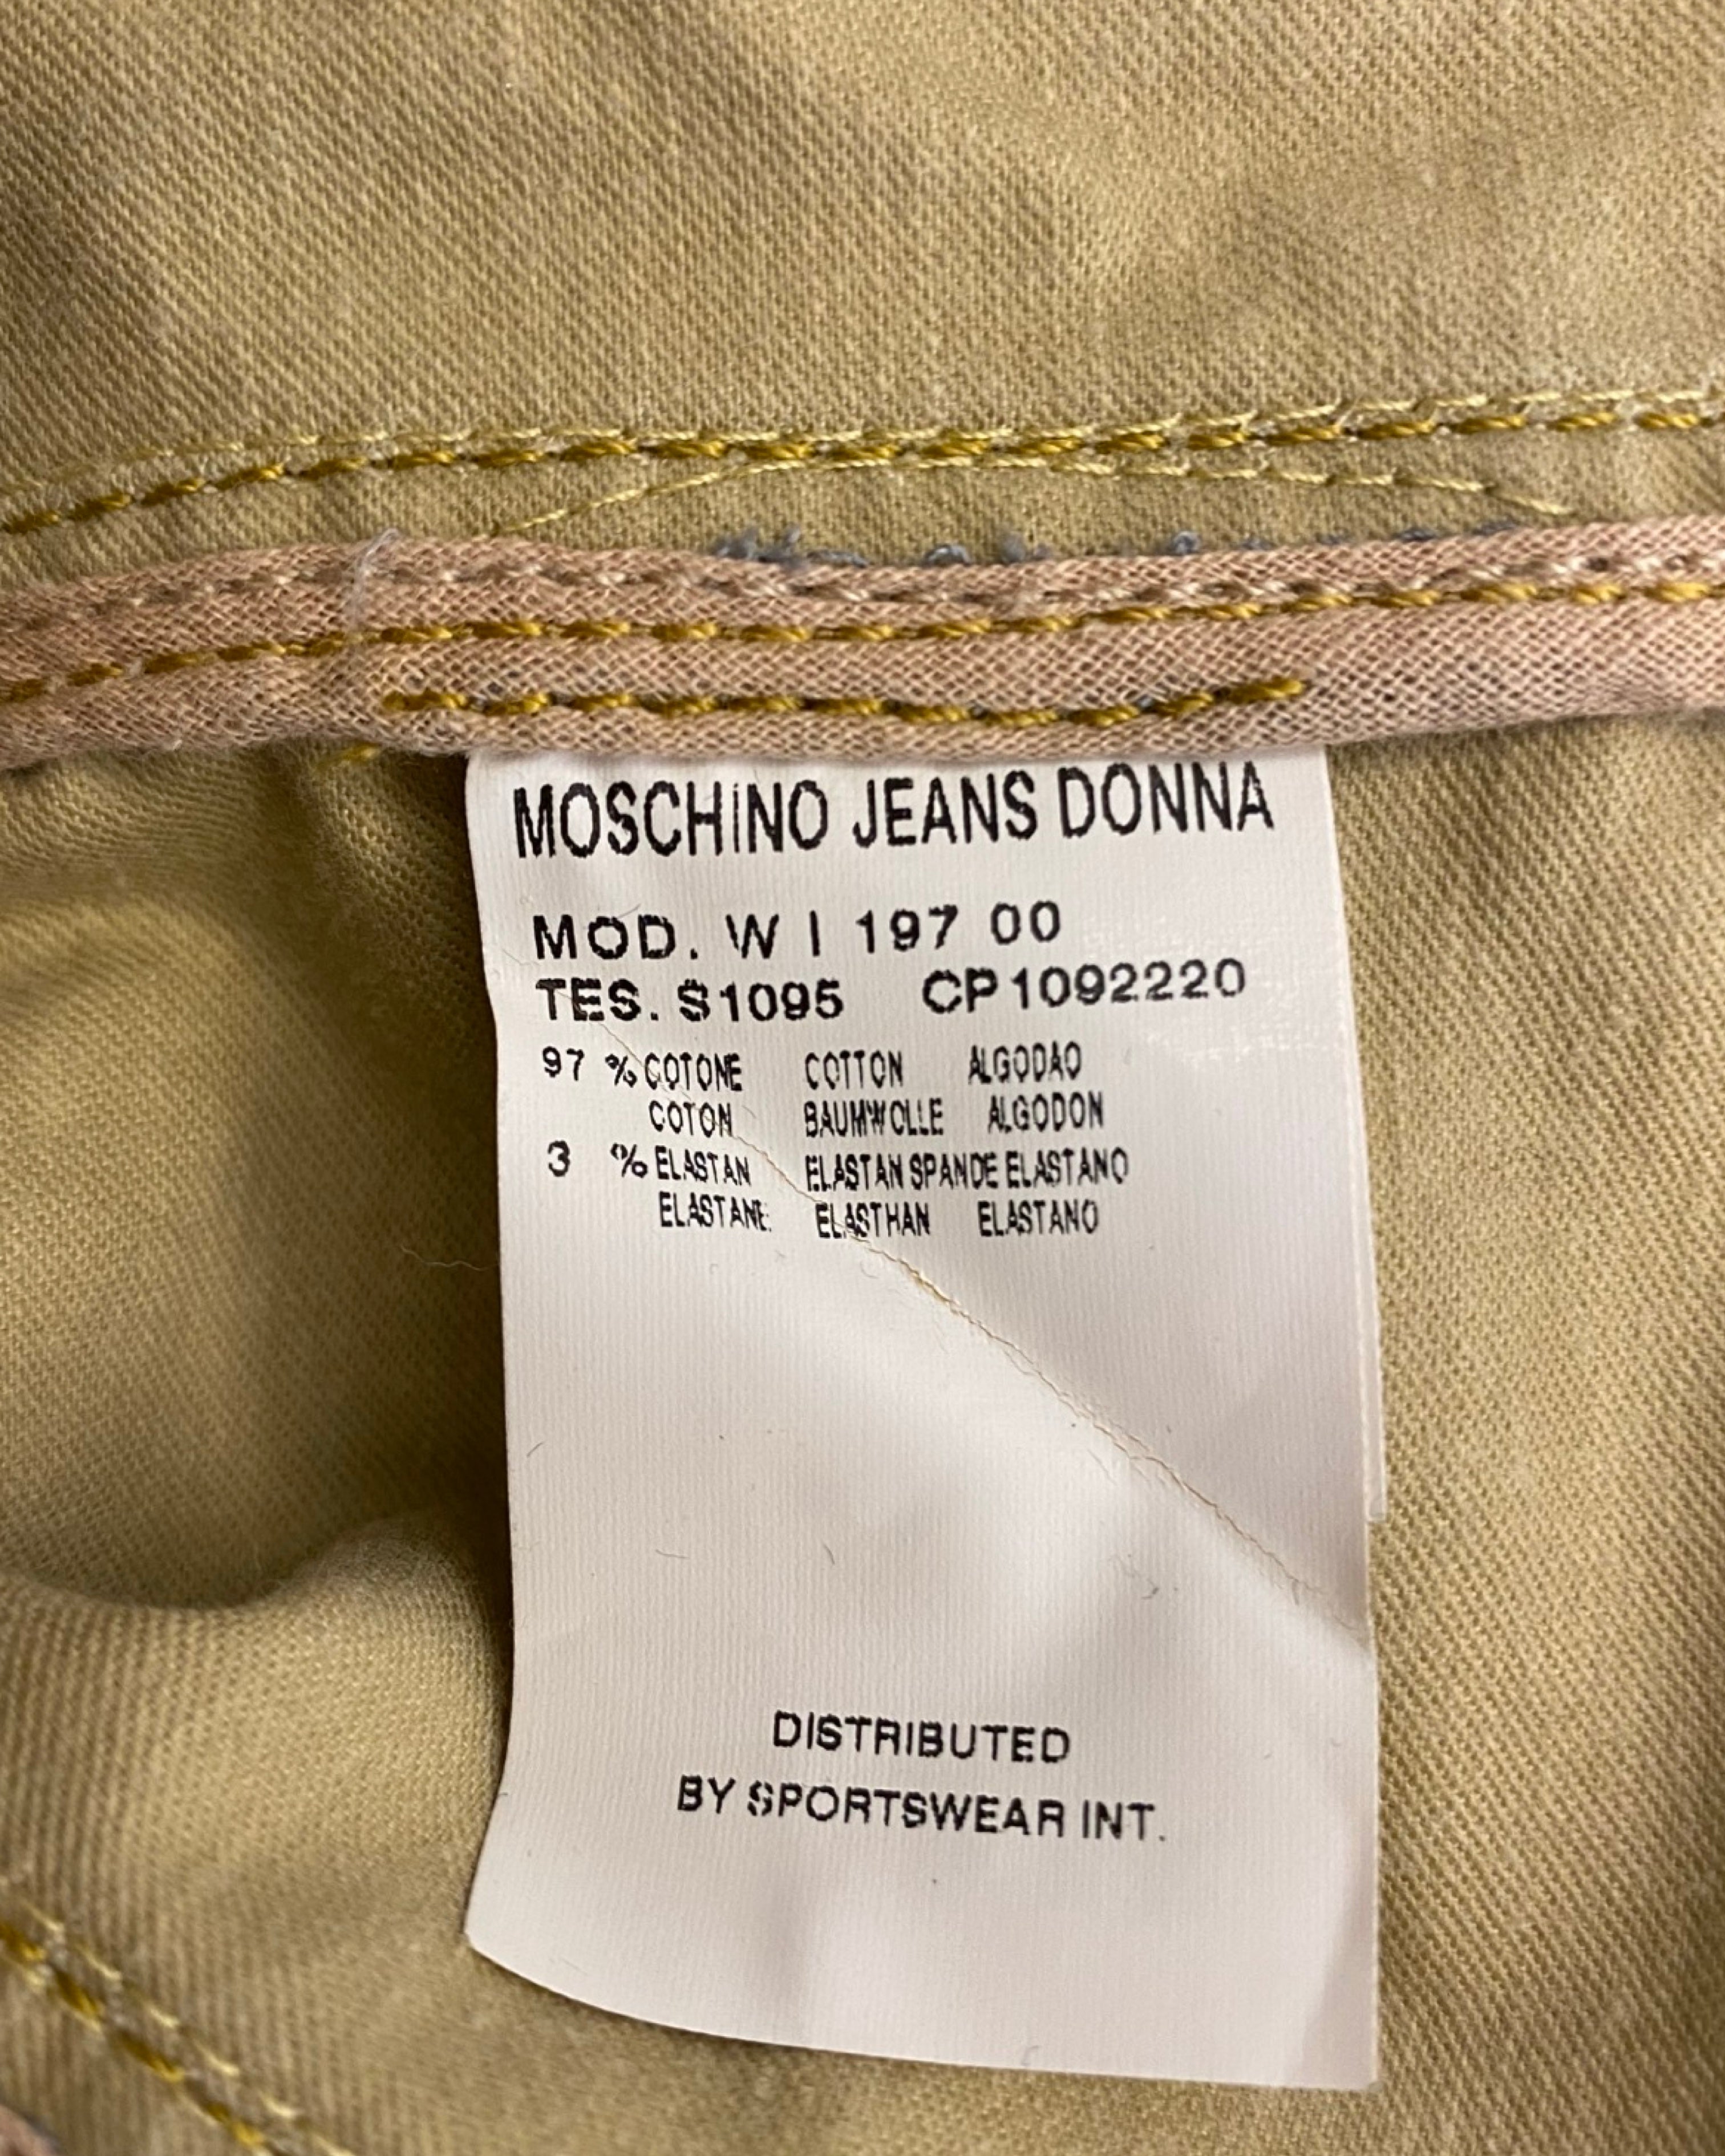 MOSCHINO JEANS DONNA
MOD. W I 197 00
TES. S1095 CP1092220
97 % COTONE COTTON ALGODAO
COTON BAUMWOLLE ALGODON
3 % ELASTAN ELASTAN SPANDE ELASTANO
ELASTANE ELASTHAN ELASTANO
DISTRIBUTED
BY SPORTSWEAR INT.